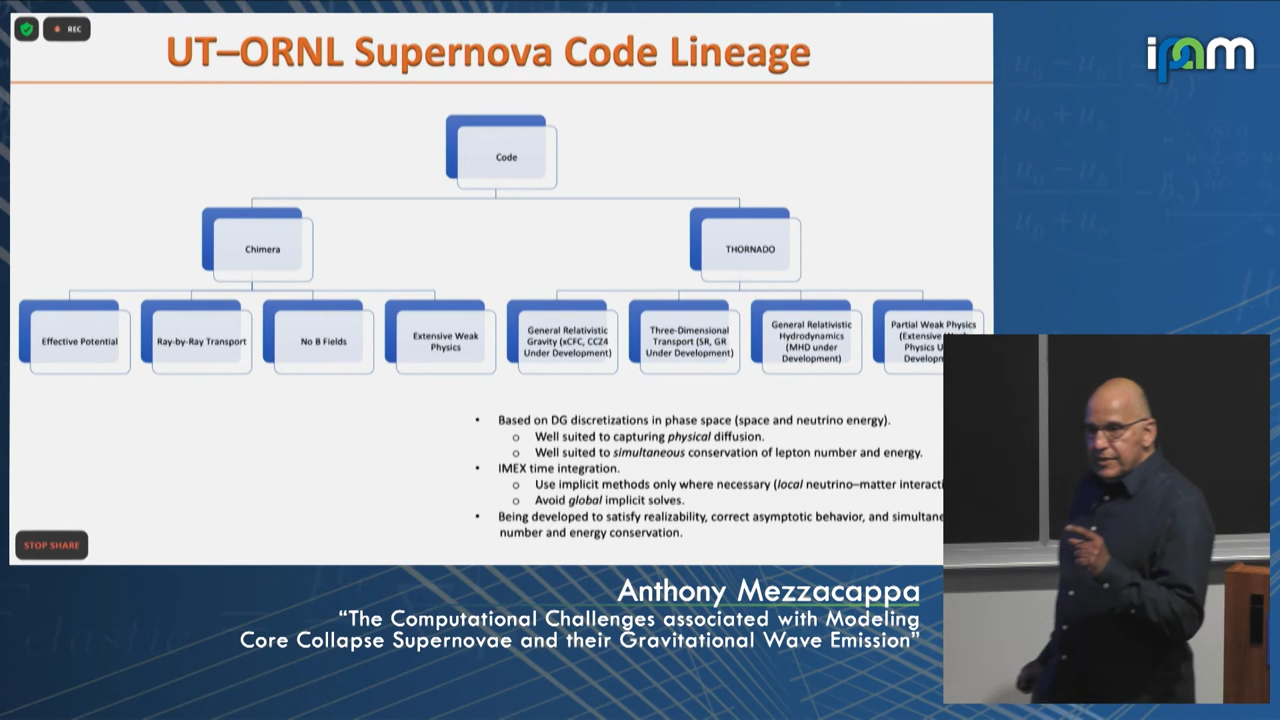 REC
UT–ORNL Supernova Code Lineage
ipam
Code
Chimera
THORNADO
Effective Potential
Ray-by-Ray Transport
No B Fields
Extensive Weak
Physics
General Relativistic
Gravity (xCFC, CCZ4
Under Development)
Three-Dimensional
Transport (SR, GR
Under Development)
General Relativistic
Hydrodynamics
(MHD under
Development)
Partial Weak Physics
(Extensive
Physics
• Based on DG discretizations in phase space (space and neutrino energy).
o Well suited to capturing physical diffusion.
o Well suited to simultaneous conservation of lepton number and energy.
• IMEX time integration.
o Use implicit methods only where necessary (local neutrino–matter
o Avoid global implicit solves.
• Being developed to satisfy realizability, correct asymptotic behavior, and
number and energy conservation.
STOP SHARE
Anthony Mezzacappa
“The Computational Challenges associated with Modeling
Core Collapse Supernovae and their Gravitational Wave Emission”